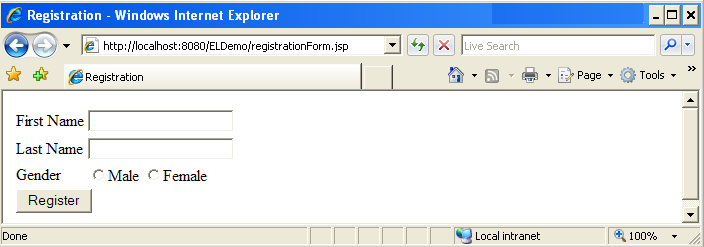 Registration - Windows Internet Explorer
http://localhost:8080/ELDemo/registrationForm.jsp
Live Search
Registration
Page
Tools
»
First Name
Last Name
Gender Male Female
Register
Done
Local intranet
100%